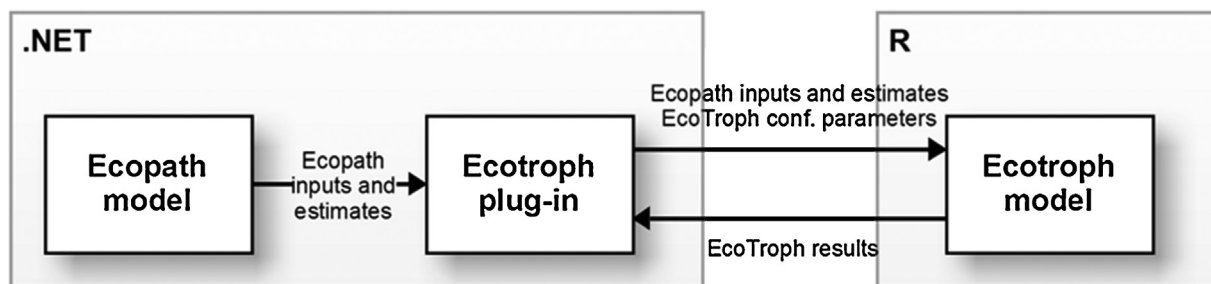 .NET
R
Ecopath
model
Ecopath
inputs and
estimates
Ecotroph
plug-in
Ecopath inputs and estimates
EcoTroph conf. parameters
EcoTroph results
Ecotroph
model